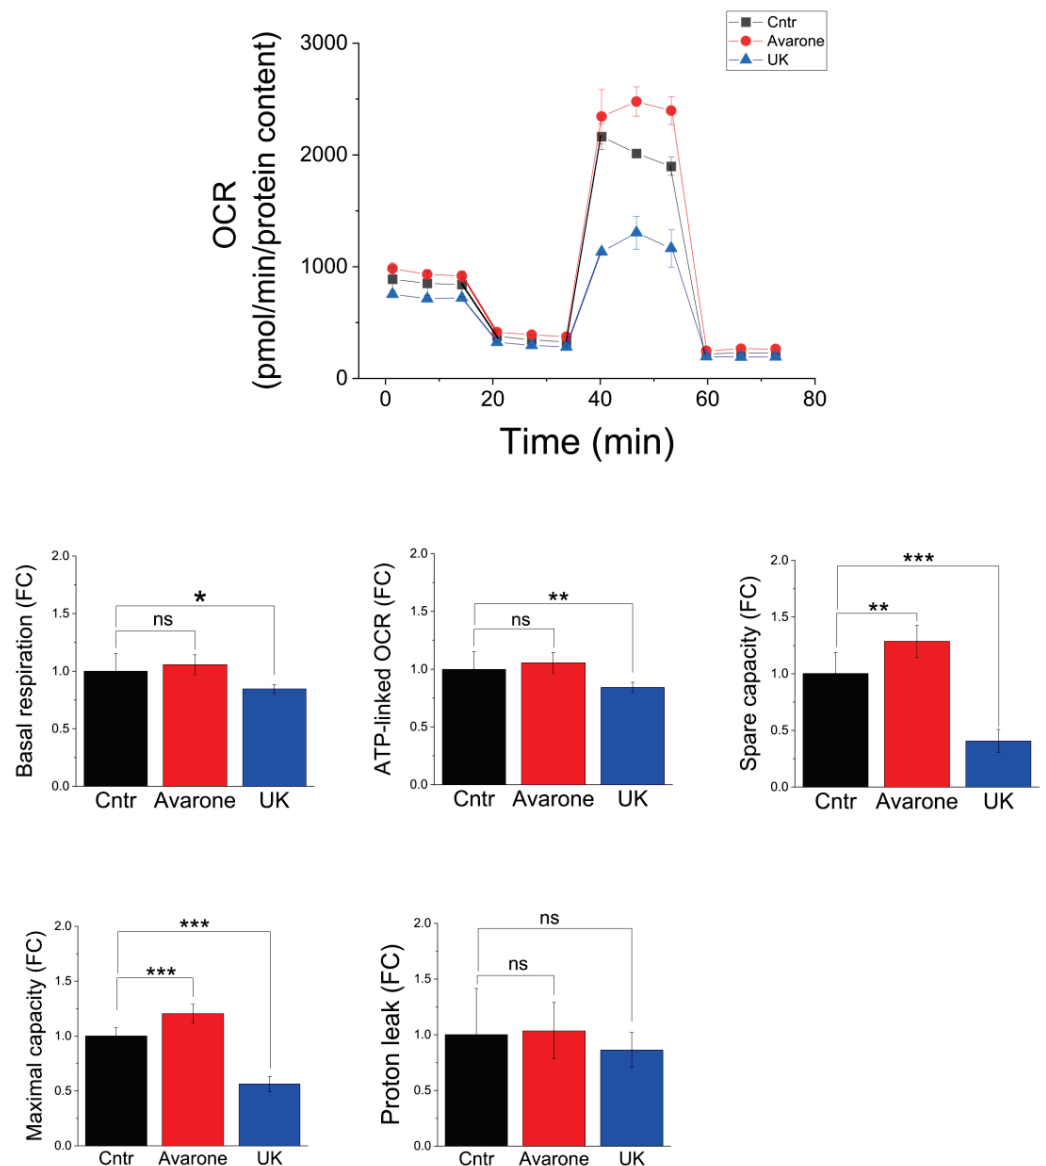 Cntr
Avarone
UK
OCR
(pmol/min/protein content)
3000
2000
1000
0
0 20 40 60 80
Time (min)
Basal respiration (FC)
2.0
1.5
1.0
0.5
0.0
*
ns
Cntr Avarone UK
ATP-linked OCR (FC)
2.0
1.5
1.0
0.5
0.0
**
ns
Cntr Avarone UK
Spare capacity (FC)
2.0
1.5
1.0
0.5
0.0
***
**
Cntr Avarone UK
Maximal capacity (FC)
2.0
1.5
1.0
0.5
0.0
***
***
Cntr Avarone UK
Proton leak (FC)
2.0
1.5
1.0
0.5
0.0
ns
ns
Cntr Avarone UK